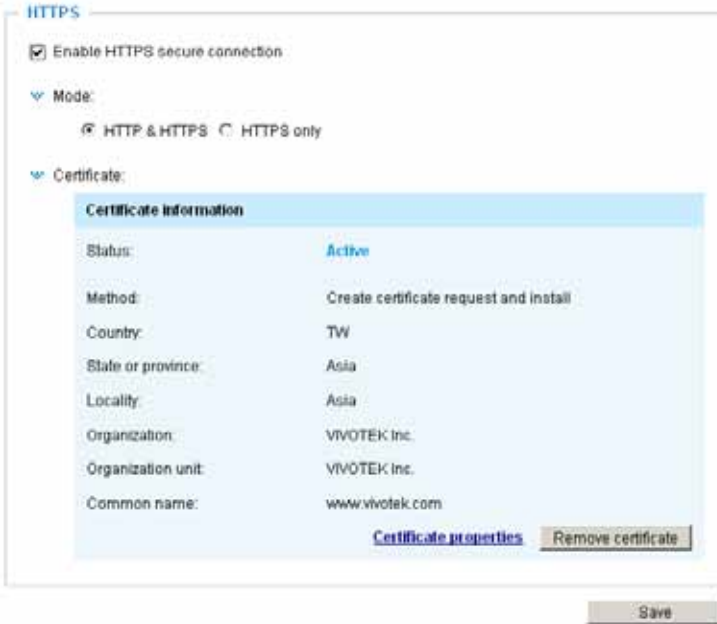 HTTPS
Enable HTTPS secure connection
Mode:
HTTP & HTTPS HTTPS only
Certificate:
Certificate information
Status: Active
Method: Create certificate request and install
Country: TW
State or province: Asia
Locality: Asia
Organization: VIVOTEK Inc.
Organization unit: VIVOTEK Inc.
Common name: www.vivotek.com
Certificate properties Remove certificate
Save